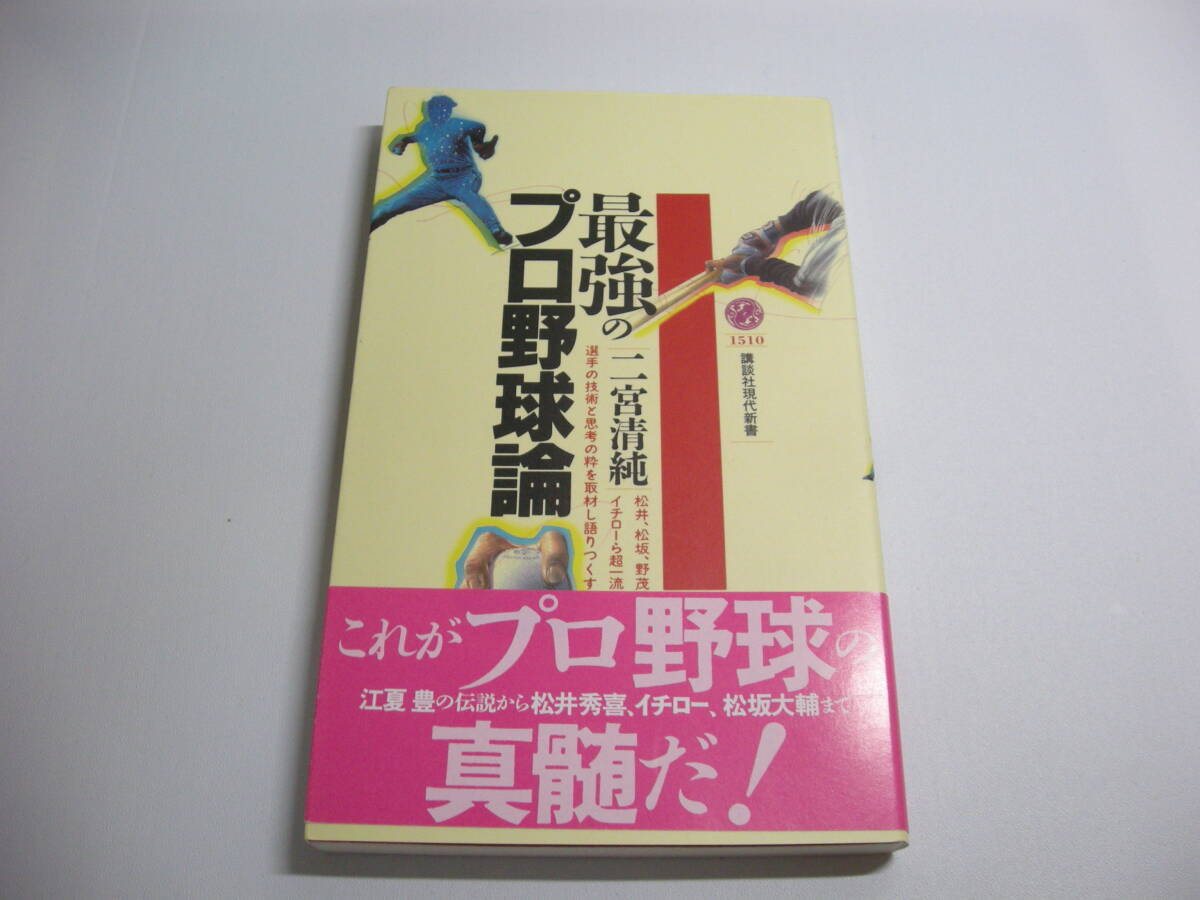 最強の
プロ野球論
二宮清純
松井、松坂、野茂
イチローら超一流
選手の技術と思考の粋を取材し語りつくす
1510
講談社現代新書
これがプロ野球の
江夏 豊の伝説から松井秀喜、イチロー、松坂大輔まで
真髄だ!